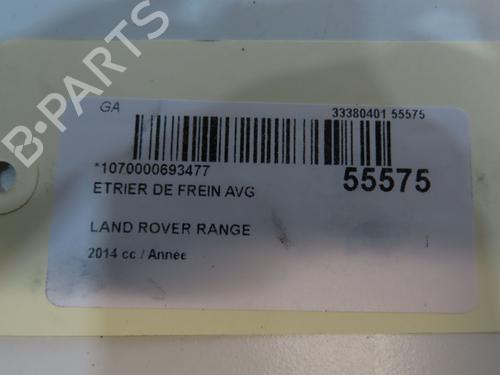 GA
33380401 55575
*1070000693477
55575
ETRIER DE FREIN AVG
LAND ROVER RANGE
2014 cc / Année
B-PARTS